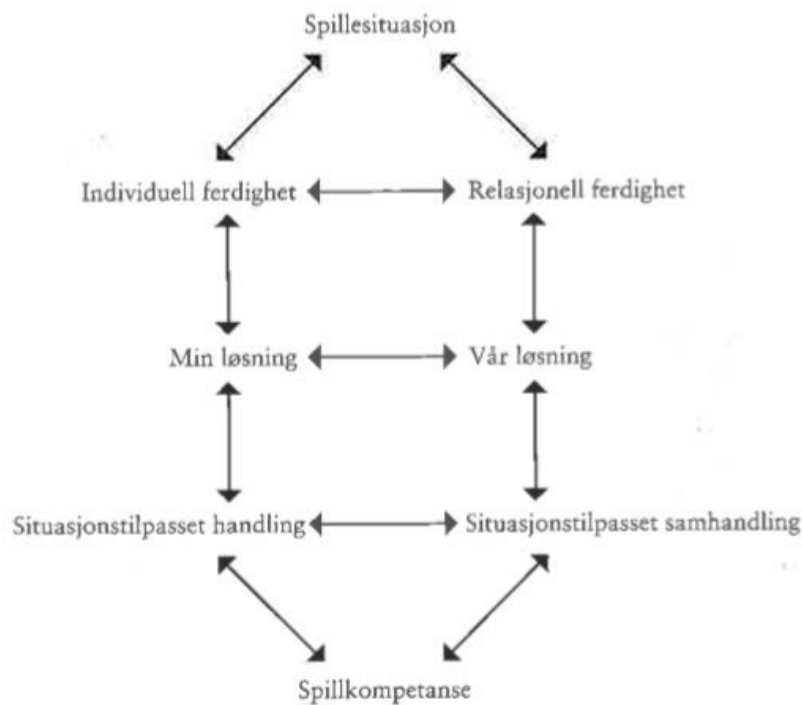 Spillesituasjon
Individuell ferdighet
Relasjonell ferdighet
Min løsning
Vår løsning
Situasjonstilpasset handling
Situasjonstilpasset samhandling
Spillkompetanse